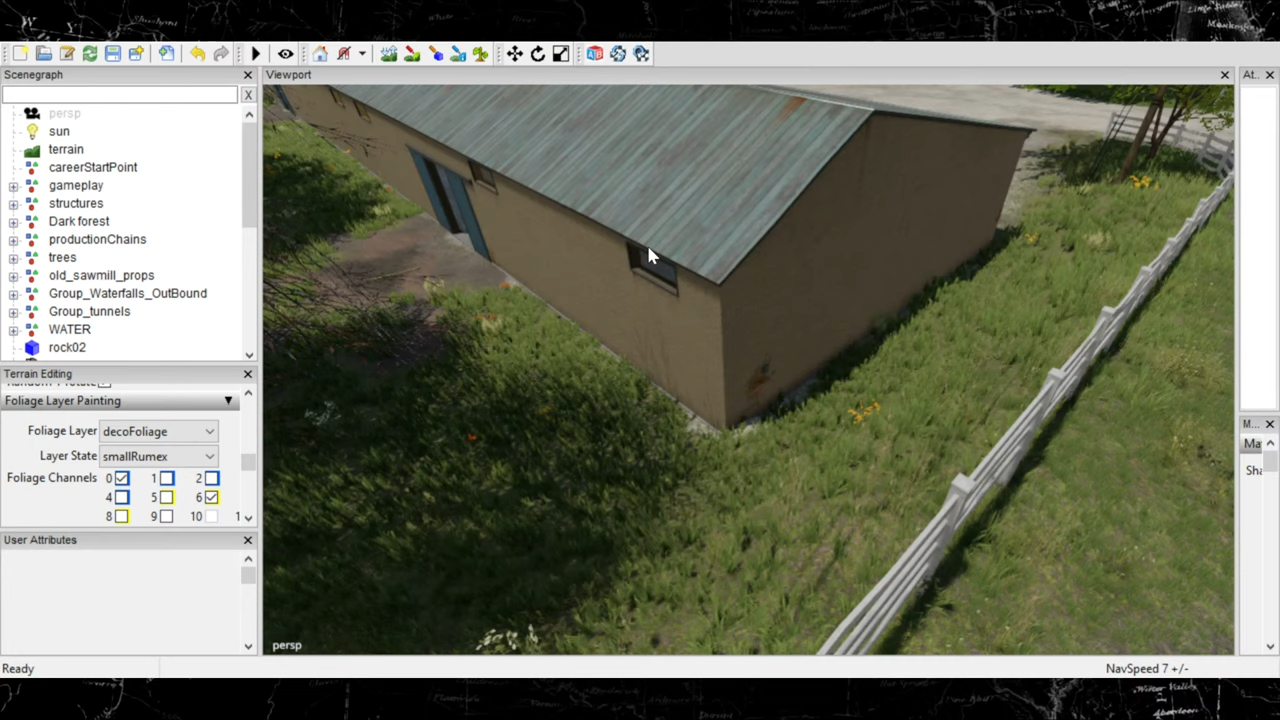 Scenegraph
Viewport
At..
X
persp
sun
terrain
careerStartPoint
gameplay
structures
Dark forest
productionChains
trees
old_sawmill_props
Group_Waterfalls_OutBound
Group_tunnels
WATER
rock02
Terrain Editing
Foliage Layer Painting
Foliage Layer decoFoliage
Layer State smallRumex
Foliage Channels 0 1 2
4 5 6
8 9 10 1
User Attributes
M...
Ma
Sha
persp
Ready
NavSpeed 7 +/-